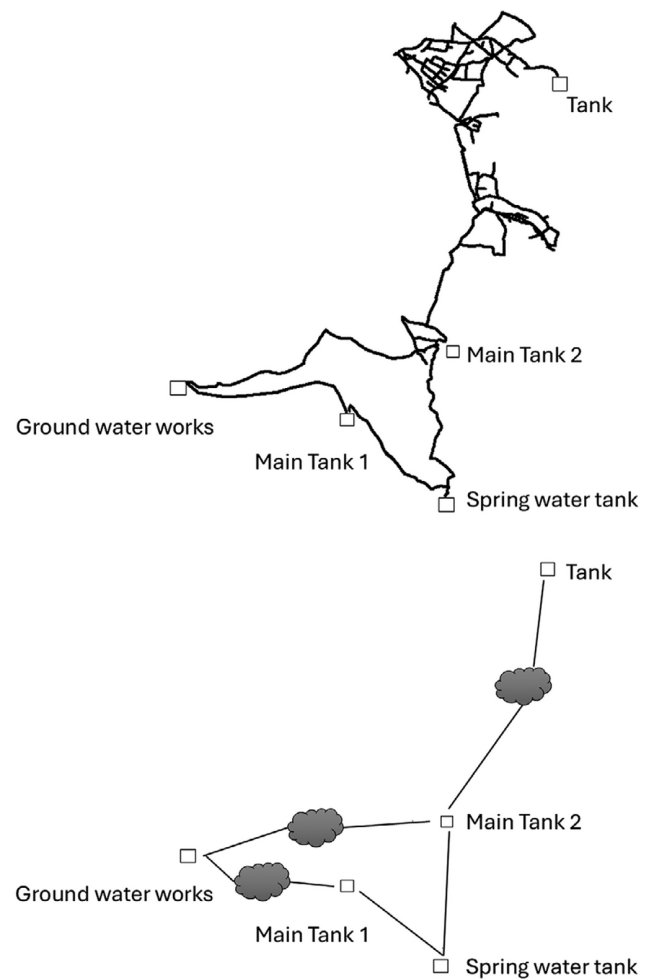 Tank
Main Tank 2
Ground water works
Main Tank 1
Spring water tank
Tank
Main Tank 2
Ground water works
Main Tank 1
Spring water tank